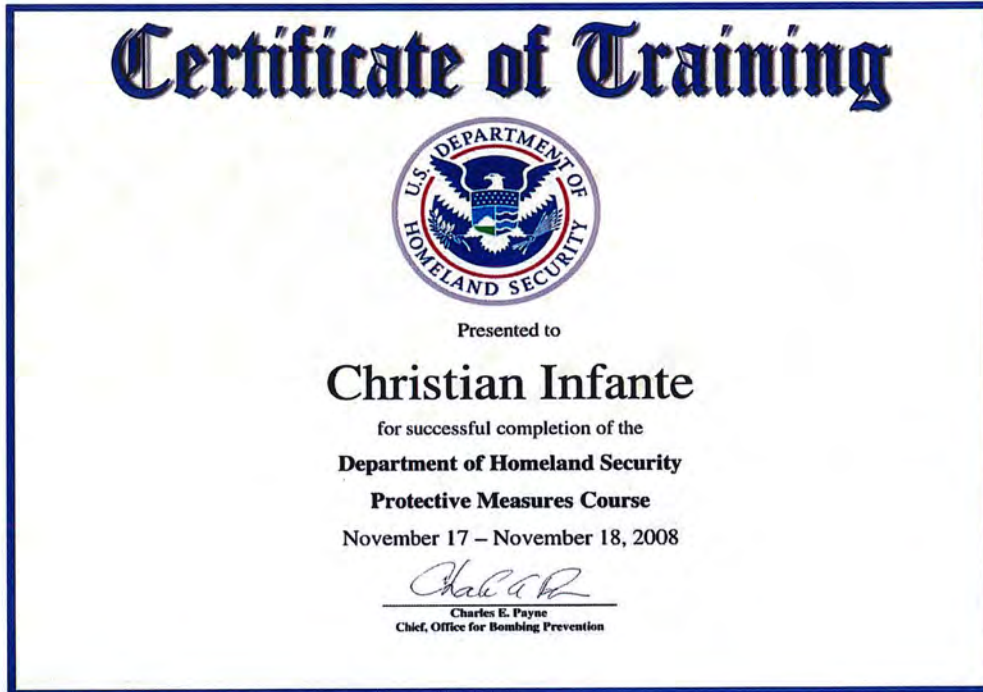 Certificate of Training
U.S. DEPARTMENT OF
HOMELAND SECURITY
Presented to
Christian Infante
for successful completion of the
Department of Homeland Security
Protective Measures Course
November 17 – November 18, 2008
Charles E. Payne
Chief, Office for Bombing Prevention